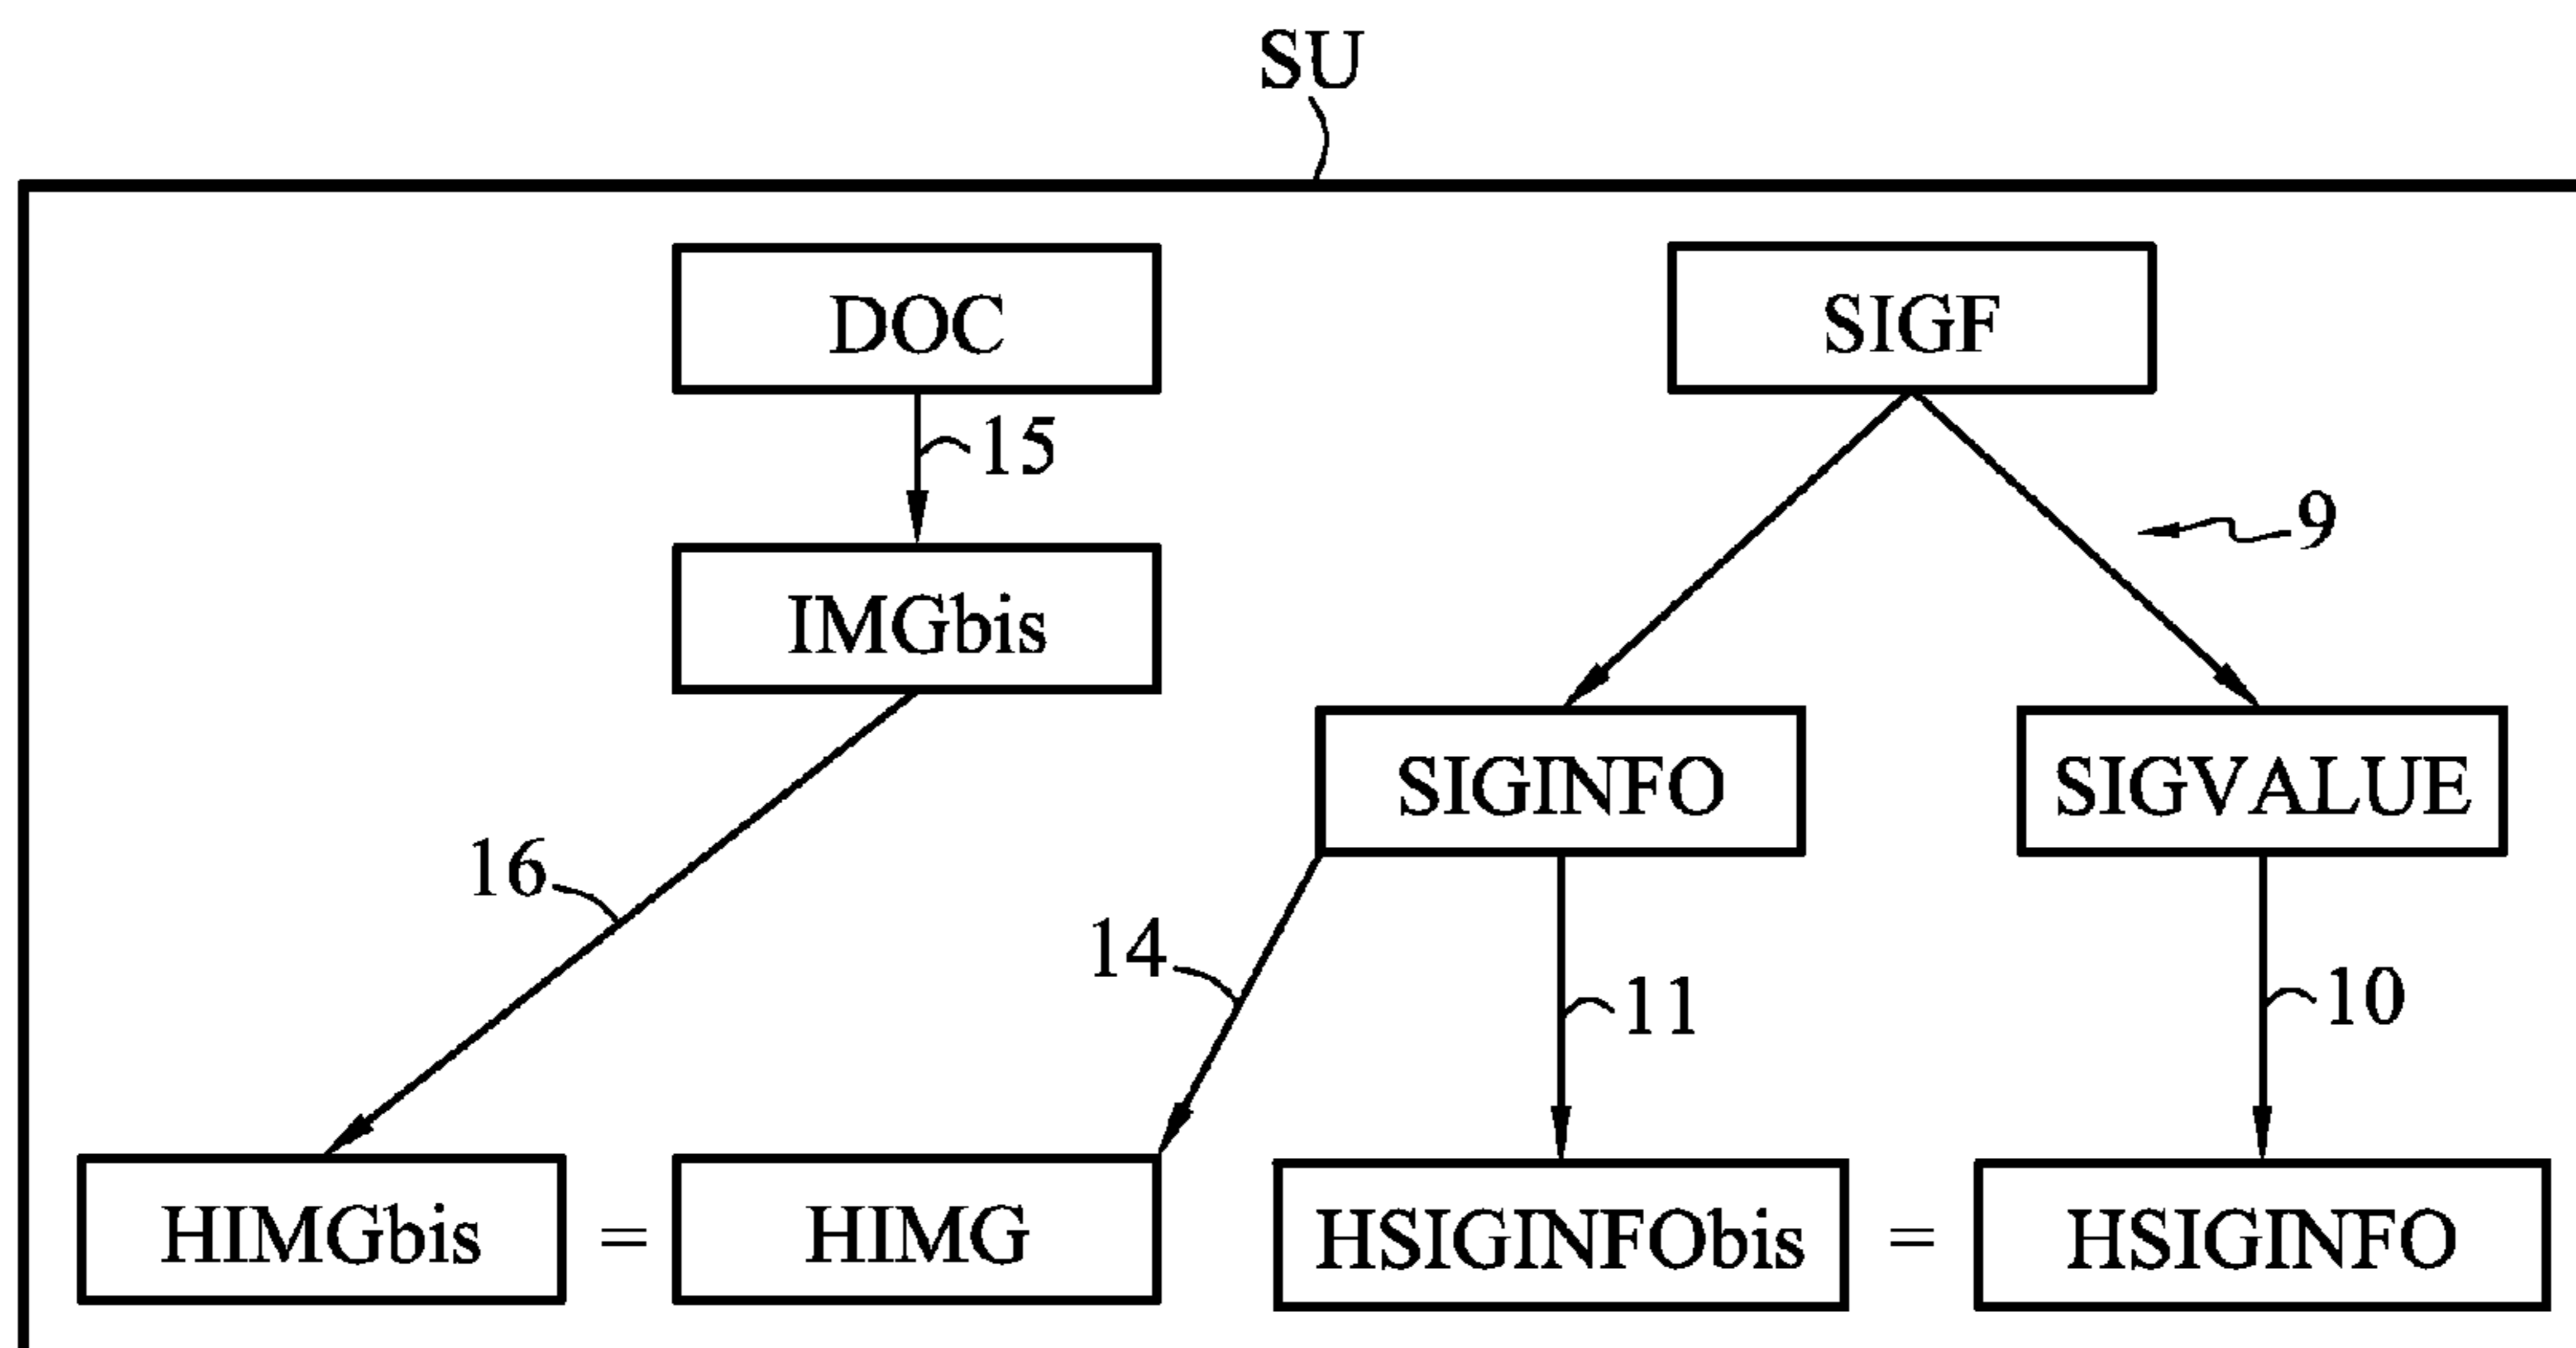 SU
DOC
SIGF
15
9
IMGbis
SIGINFO
SIGVALUE
16
14
11
10
HIMGbis = HIMG
HSIGINFObis = HSIGINFO